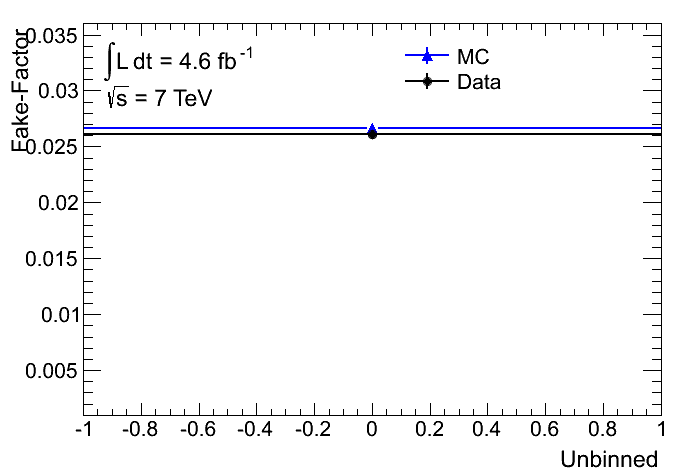 Fake-Factor
0.035
0.03
0.025
0.02
0.015
0.01
0.005
∫L dt = 4.6 fb⁻¹
√s = 7 TeV
MC
Data
-1 -0.8 -0.6 -0.4 -0.2 0 0.2 0.4 0.6 0.8 1
Unbinned